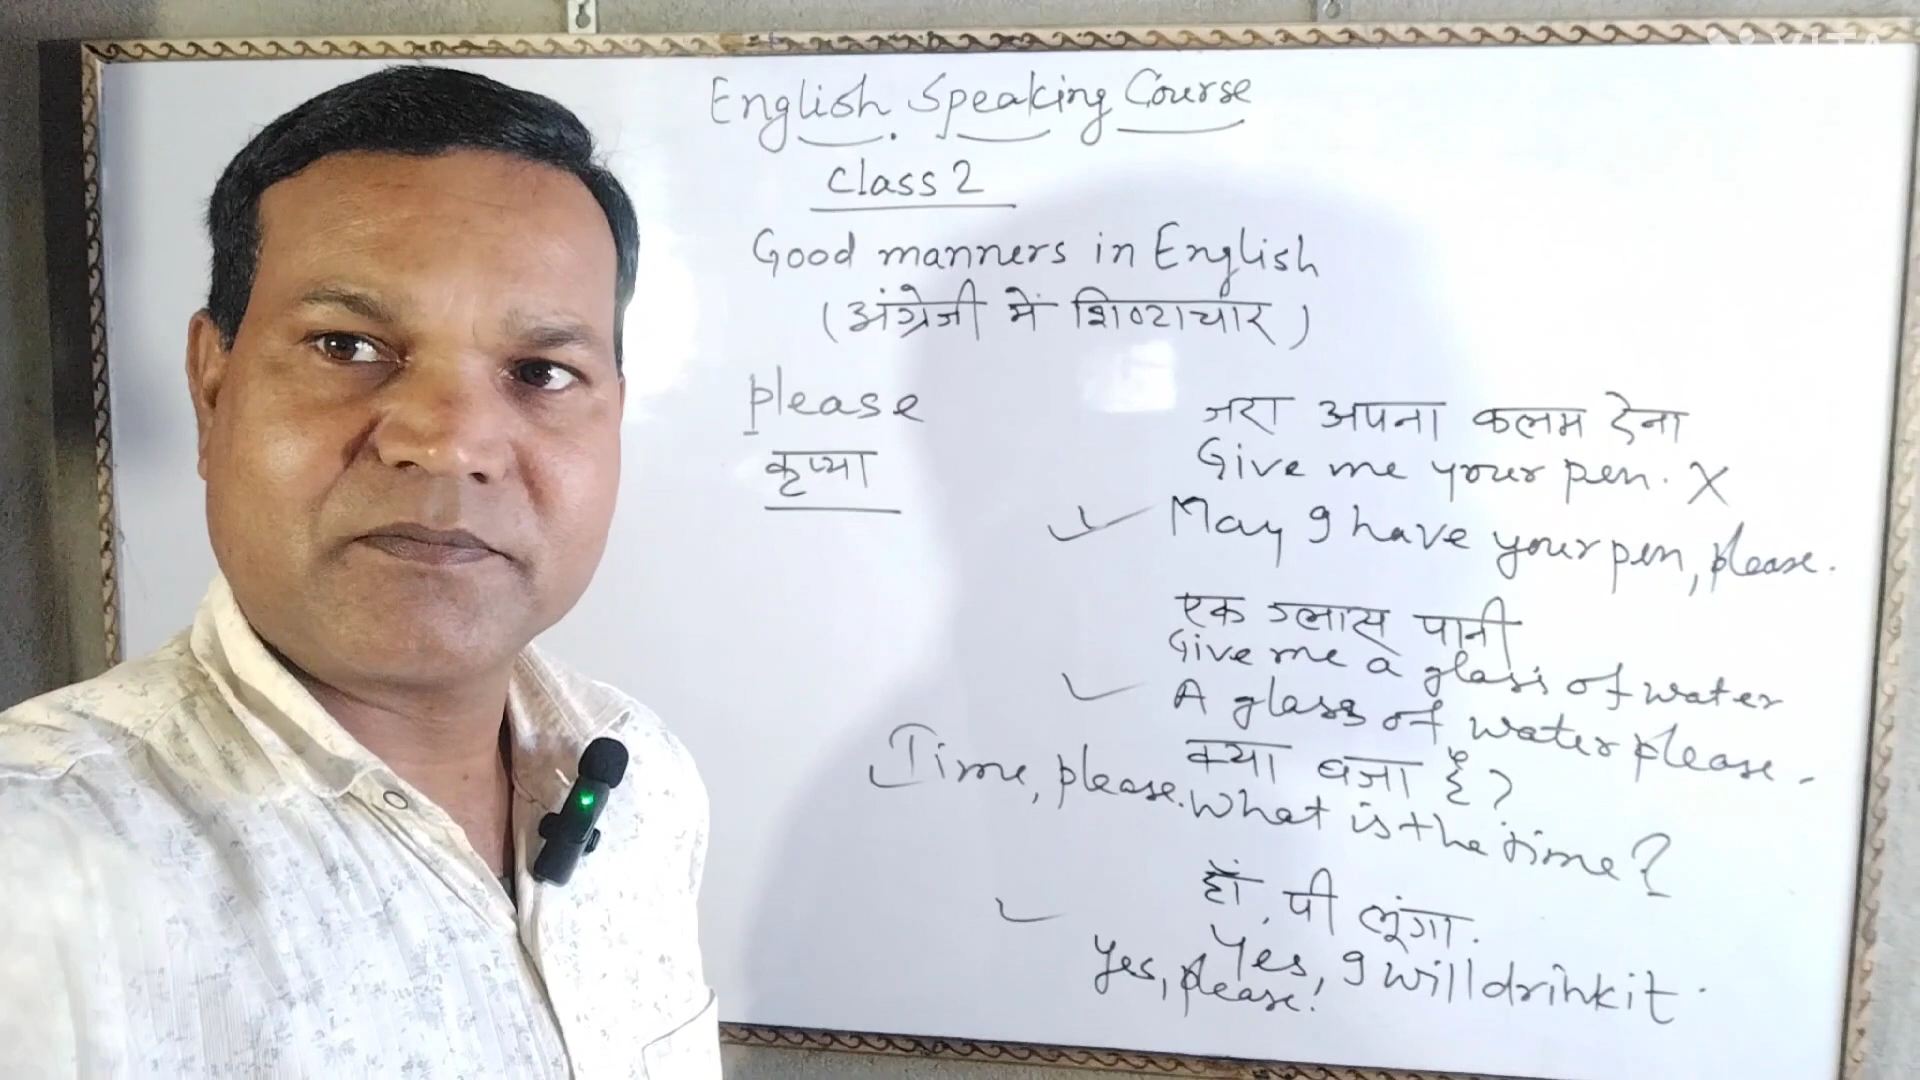 VITA
English Speaking Course
Class 2
Good manners in English
(अंग्रेजी में शिष्टाचार)
please
कृप्या
जरा अपना कलम देना
Give me your pen. X
May I have your pen, please.
एक ग्लास पानी
Give me a glass of water
A glass of water please.
क्या बजा है?
Time, please. What is the time?
हाँ, पी लूंगा.
Yes, I will drink it.
Yes, please.